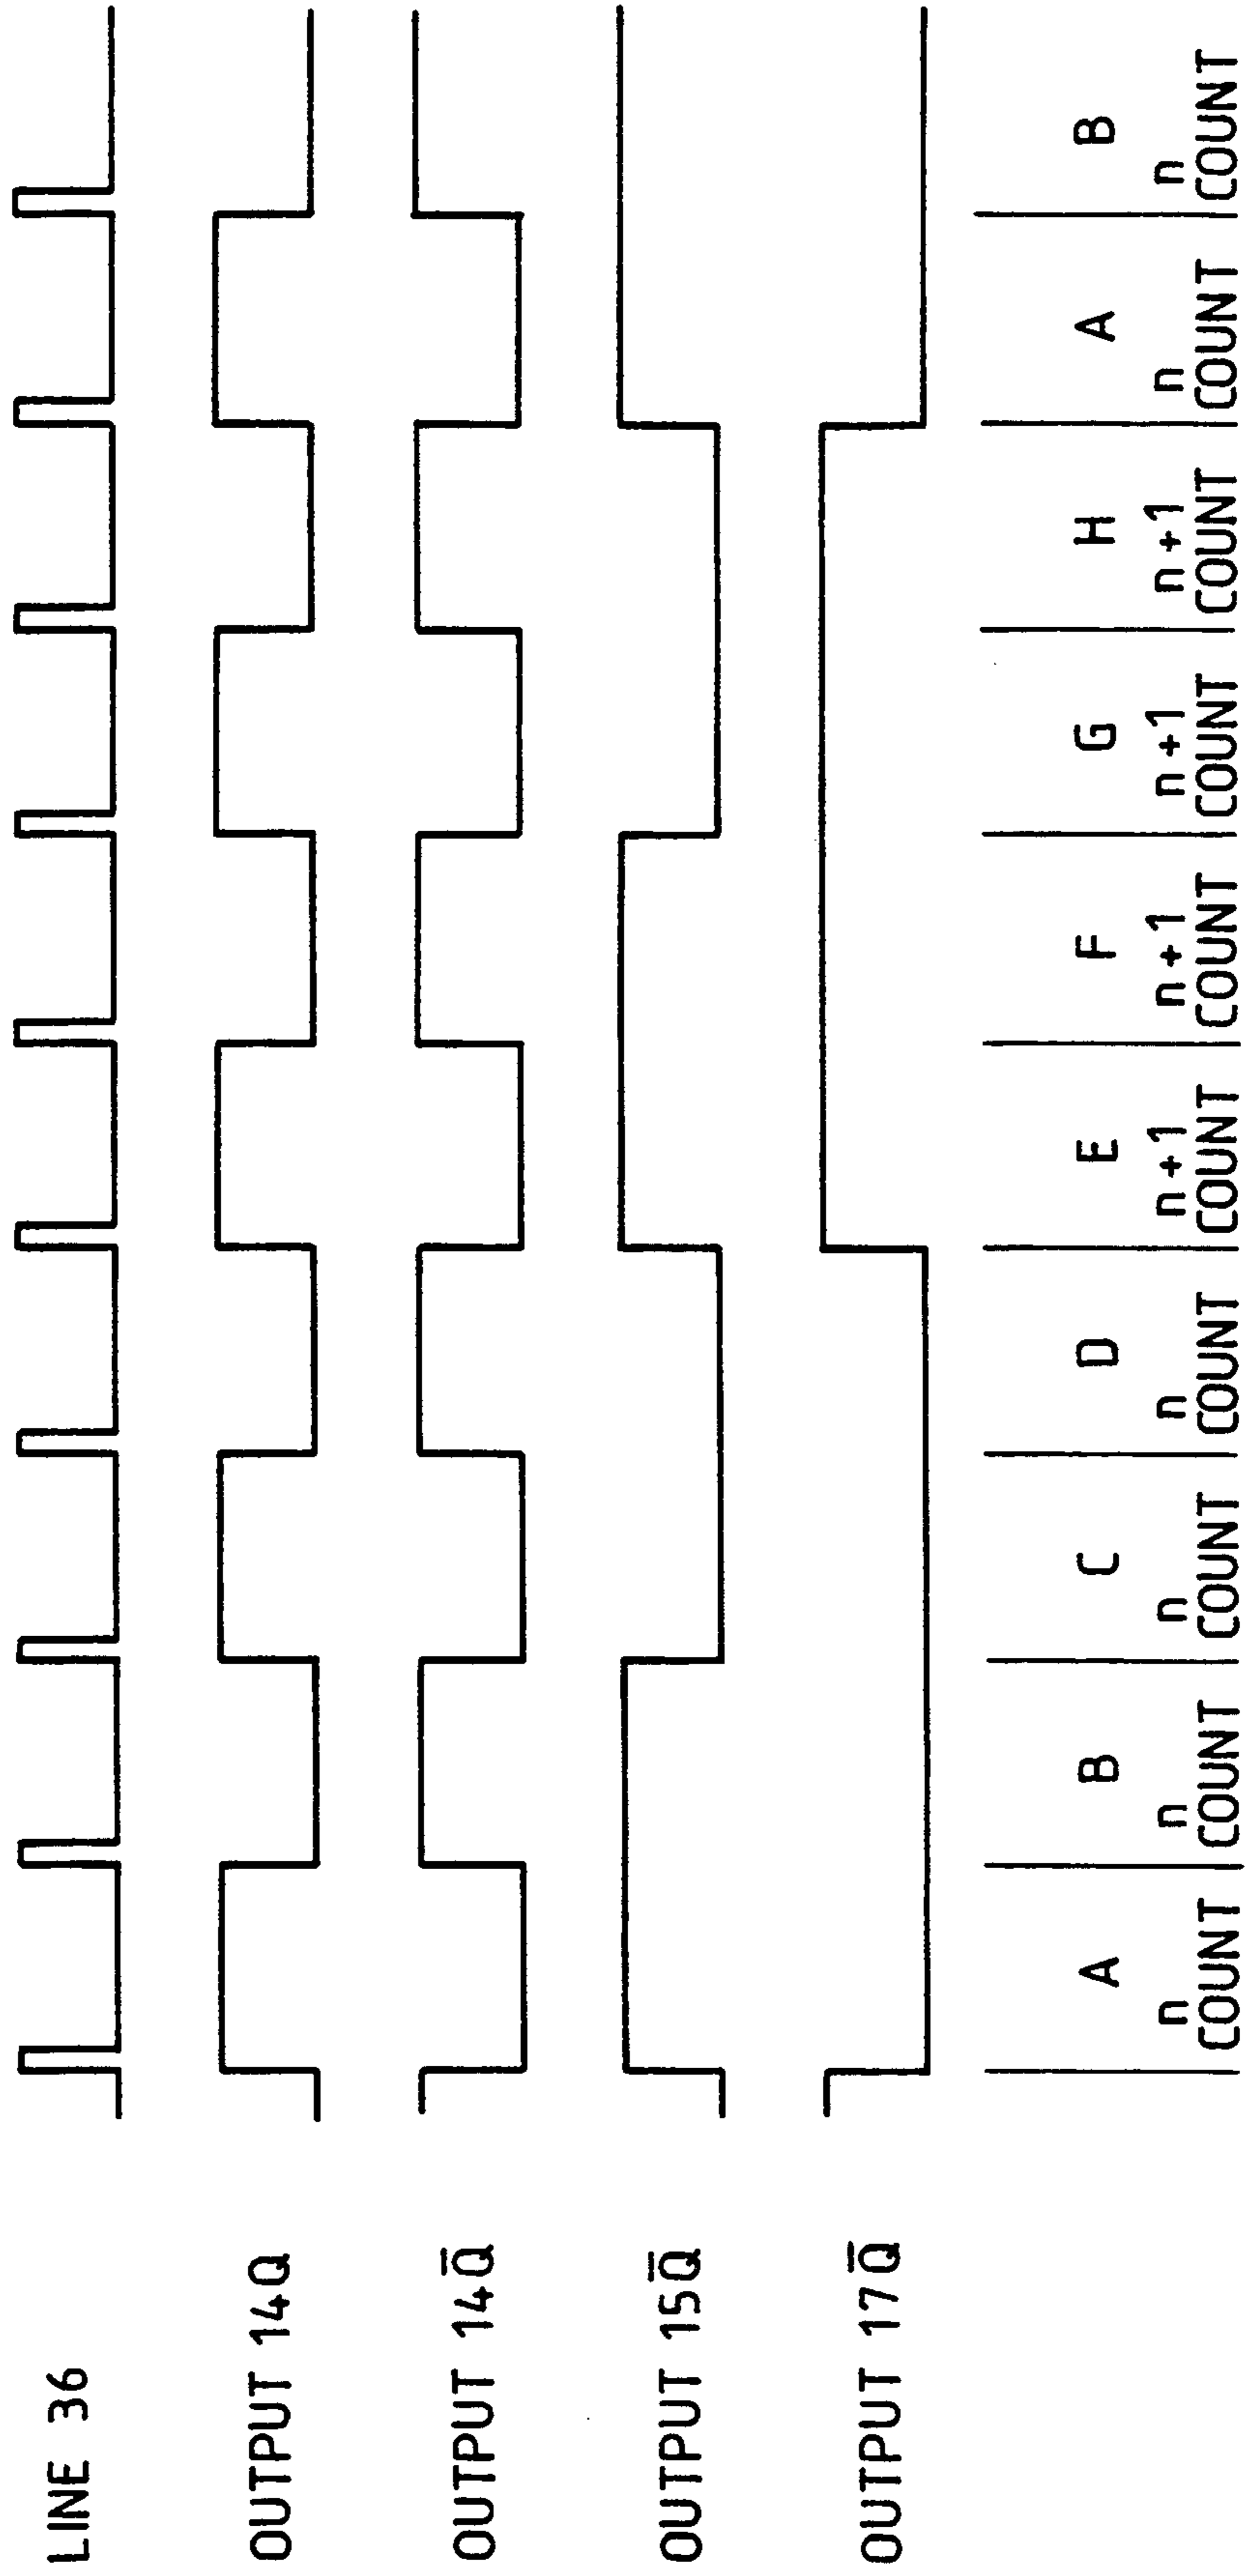 LINE 36
OUTPUT 14Q
OUTPUT 14Q̅
OUTPUT 15Q̅
OUTPUT 17Q̅
A B C D E F G H A B
n n n n n+1 n+1 n+1 n+1 n n
COUNT COUNT COUNT COUNT COUNT COUNT COUNT COUNT COUNT COUNT